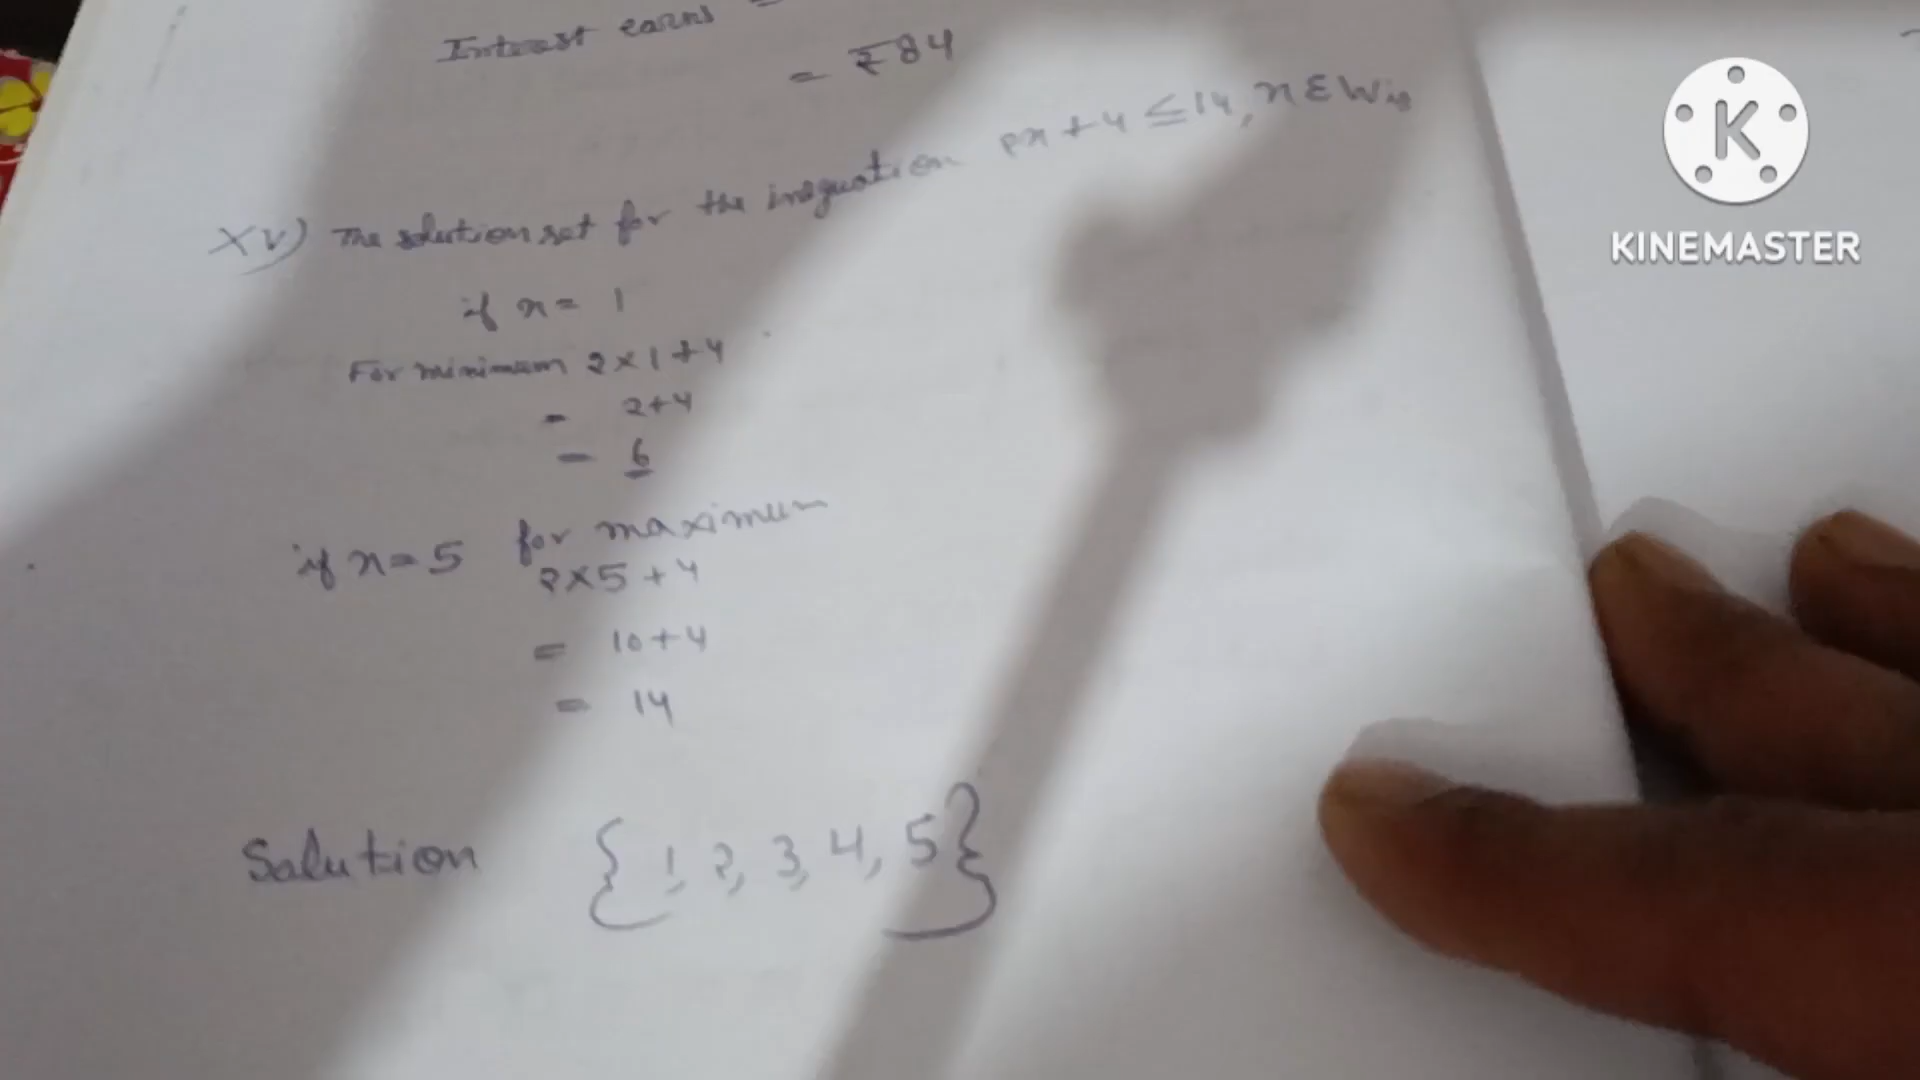 Interest earns =
= ₹84
XV) The solution set for the inequation 2x + 4 ≤ 14, x ∈ W is
if x = 1
For minimum 2 × 1 + 4
= 2+4
= 6
if x = 5 for maximum
2 × 5 + 4
= 10+4
= 14
Solution {1, 2, 3, 4, 5}
K
KINEMASTER